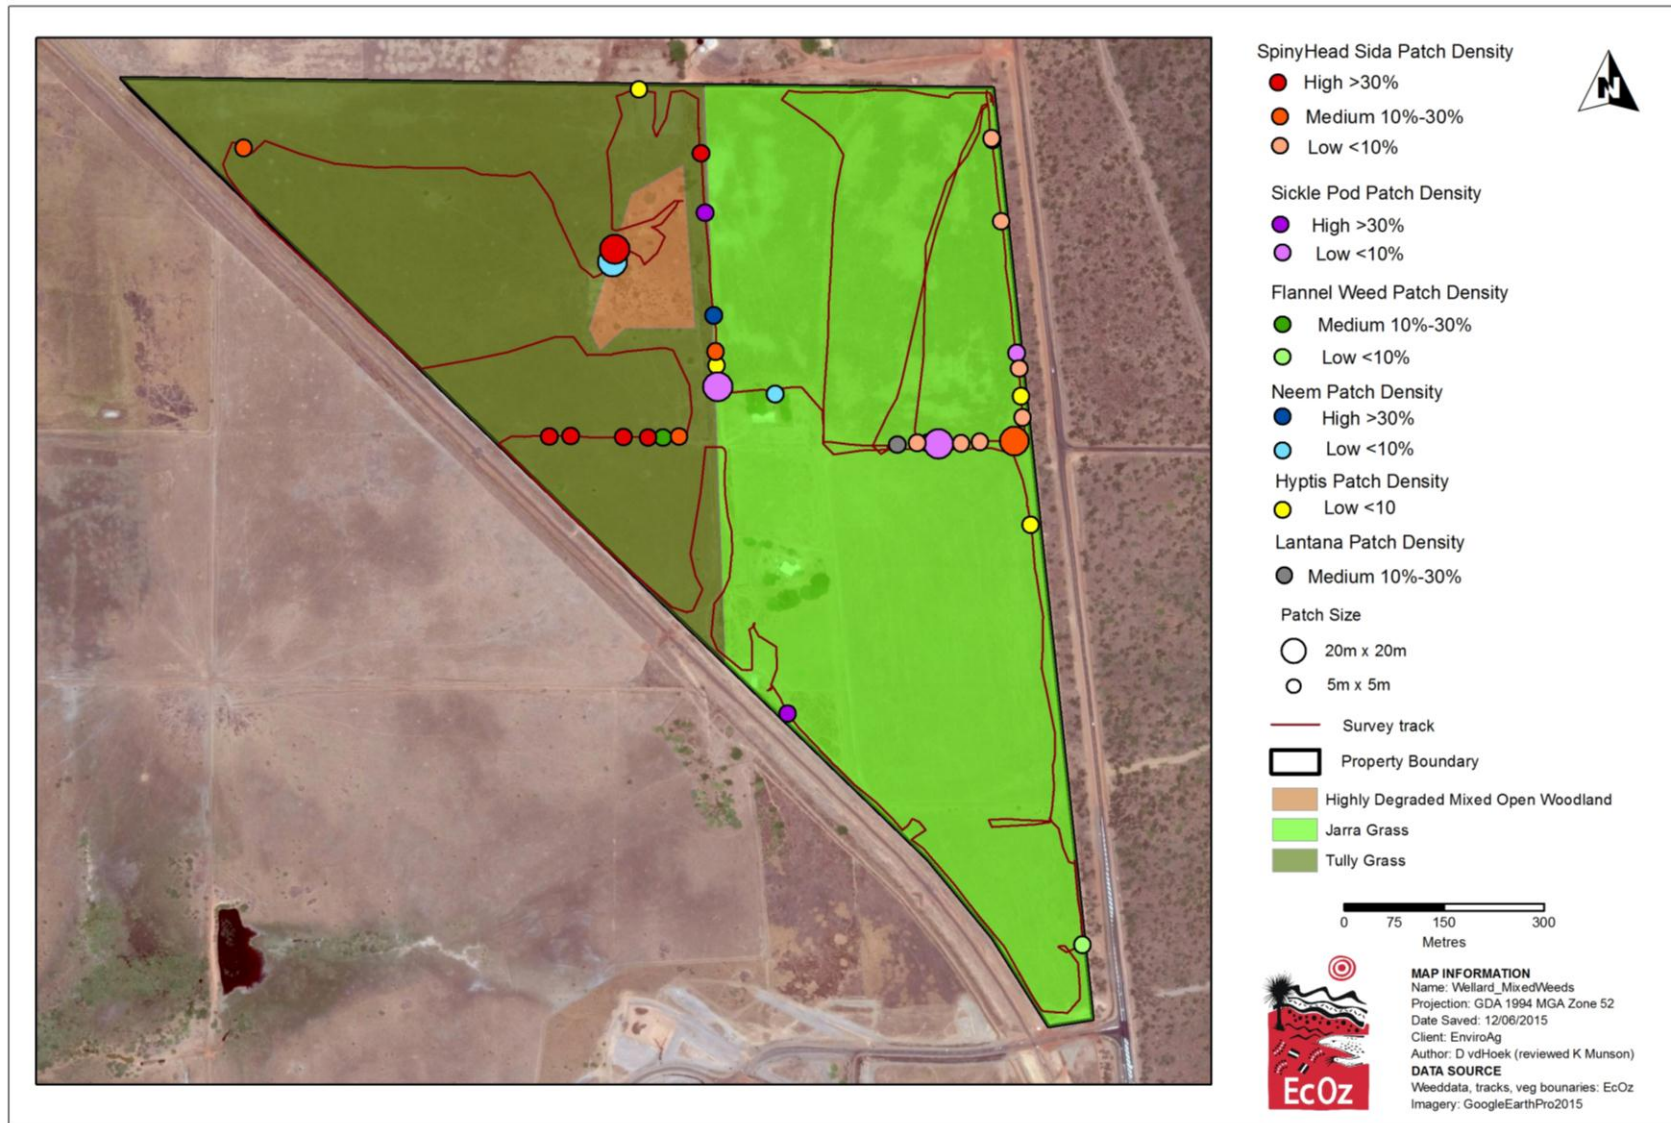 N
SpinyHead Sida Patch Density
High >30%
Medium 10%-30%
Low <10%
Sickle Pod Patch Density
High >30%
Low <10%
Flannel Weed Patch Density
Medium 10%-30%
Low <10%
Neem Patch Density
High >30%
Low <10%
Hyptis Patch Density
Low <10
Lantana Patch Density
Medium 10%-30%
Patch Size
20m x 20m
5m x 5m
Survey track
Property Boundary
Highly Degraded Mixed Open Woodland
Jarra Grass
Tully Grass
0 75 150 300
Metres
EcOz
MAP INFORMATION
Name: Wellard_MixedWeeds
Projection: GDA 1994 MGA Zone 52
Date Saved: 12/06/2015
Client: EnviroAg
Author: D vdHoek (reviewed K Munson)
DATA SOURCE
Weeddata, tracks, veg bounaries: EcOz
Imagery: GoogleEarthPro2015